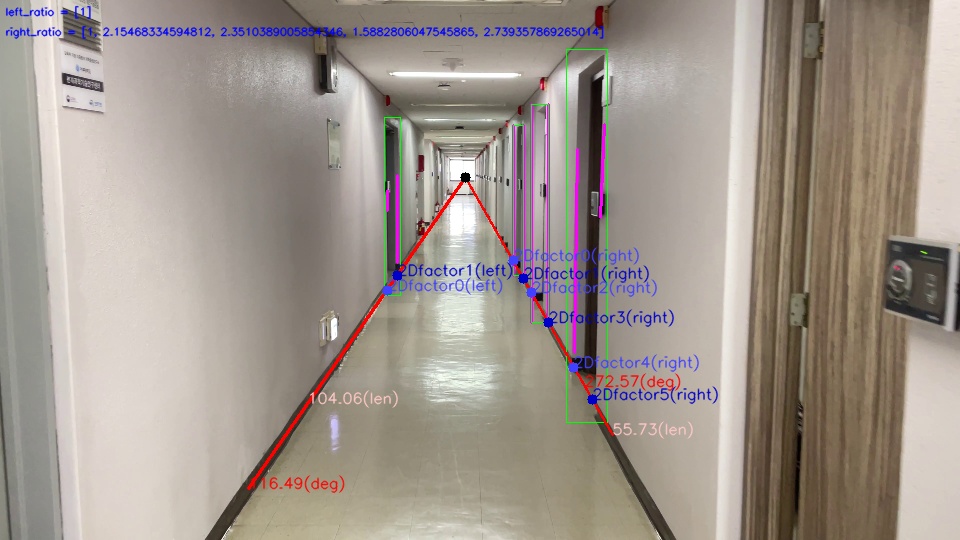 left_ratio = [1]
right_ratio = [1, 2.15468334594812, 2.3510389005854346, 1.5882806047545865, 2.739357869265014]
2Dfactor0(right)
2Dfactor1(left)
2Dfactor1(right)
2Dfactor0(left)
2Dfactor2(right)
2Dfactor3(right)
2Dfactor4(right)
272.57(deg)
2Dfactor5(right)
104.06(len)
55.73(len)
16.49(deg)